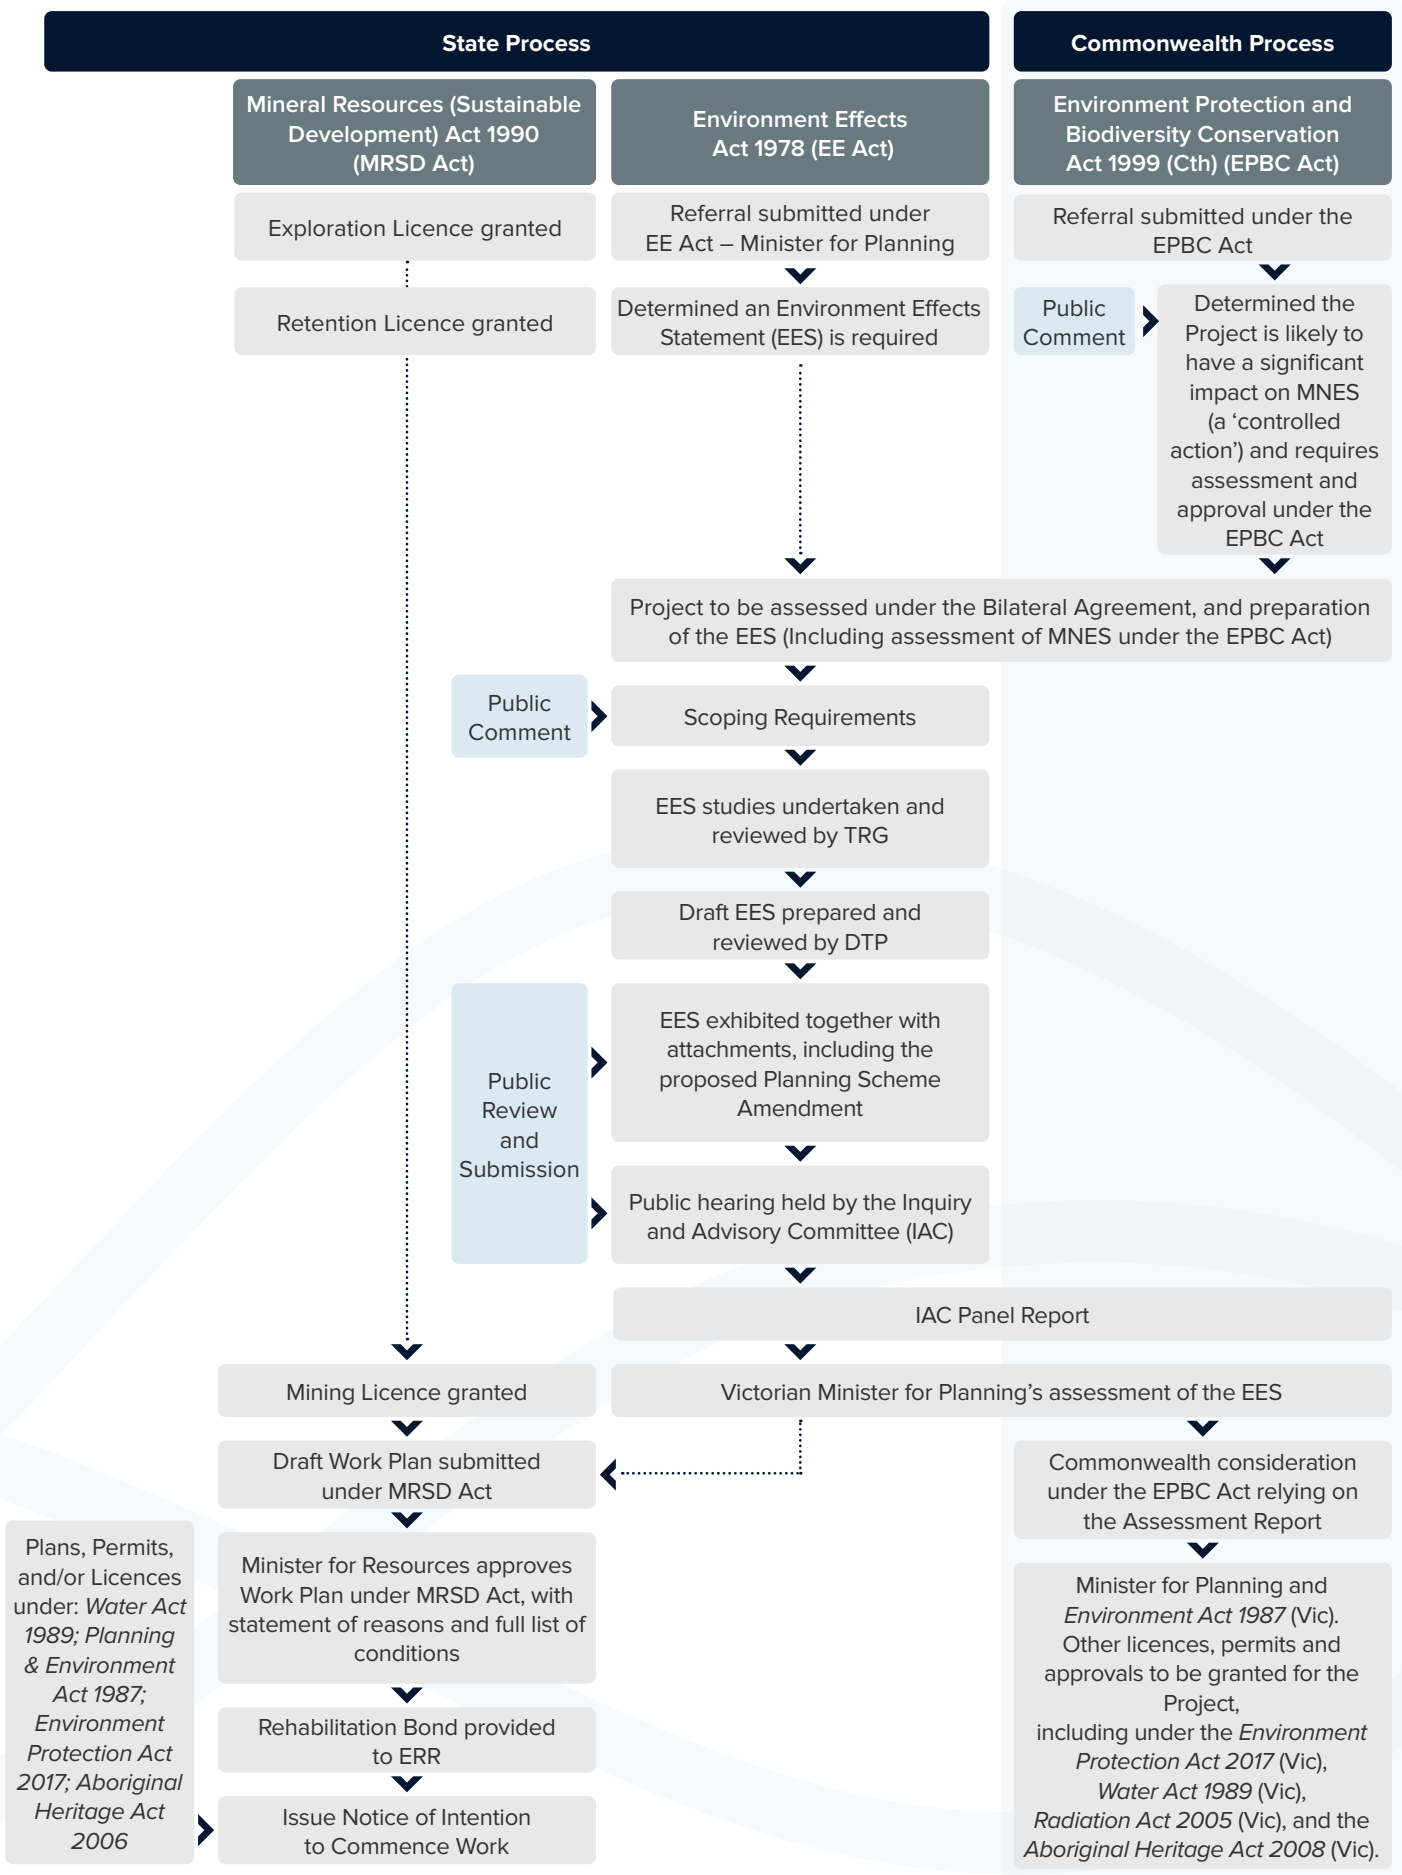 State Process
Commonwealth Process
Mineral Resources (Sustainable
Development) Act 1990
(MRSD Act)
Environment Effects
Act 1978 (EE Act)
Environment Protection and
Biodiversity Conservation
Act 1999 (Cth) (EPBC Act)
Exploration Licence granted
Referral submitted under
EE Act – Minister for Planning
Referral submitted under the
EPBC Act
Retention Licence granted
Determined an Environment Effects
Statement (EES) is required
Public
Comment
Determined the
Project is likely to
have a significant
impact on MNES
(a ‘controlled
action’) and requires
assessment and
approval under the
EPBC Act
Project to be assessed under the Bilateral Agreement, and preparation
of the EES (Including assessment of MNES under the EPBC Act)
Public
Comment
Scoping Requirements
EES studies undertaken and
reviewed by TRG
Draft EES prepared and
reviewed by DTP
Public
Review
and
Submission
EES exhibited together with
attachments, including the
proposed Planning Scheme
Amendment
Public hearing held by the Inquiry
and Advisory Committee (IAC)
IAC Panel Report
Mining Licence granted
Victorian Minister for Planning’s assessment of the EES
Draft Work Plan submitted
under MRSD Act
Commonwealth consideration
under the EPBC Act relying on
the Assessment Report
Plans, Permits,
and/or Licences
under: Water Act
1989; Planning
& Environment
Act 1987;
Environment
Protection Act
2017; Aboriginal
Heritage Act
2006
Minister for Resources approves
Work Plan under MRSD Act, with
statement of reasons and full list of
conditions
Rehabilitation Bond provided
to ERR
Issue Notice of Intention
to Commence Work
Minister for Planning and
Environment Act 1987 (Vic).
Other licences, permits and
approvals to be granted for the
Project,
including under the Environment
Protection Act 2017 (Vic),
Water Act 1989 (Vic),
Radiation Act 2005 (Vic), and the
Aboriginal Heritage Act 2008 (Vic).